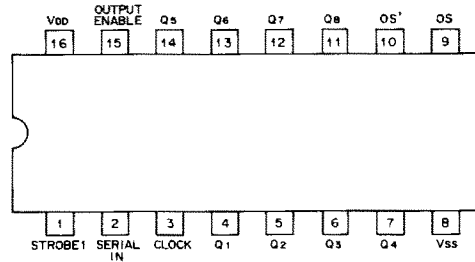 VDD OUTPUT ENABLE Q5 Q6 Q7 Q8 OS' OS
16 15 14 13 12 11 10 9
1 2 3 4 5 6 7 8
STROBE1 SERIAL IN CLOCK Q1 Q2 Q3 Q4 VSS